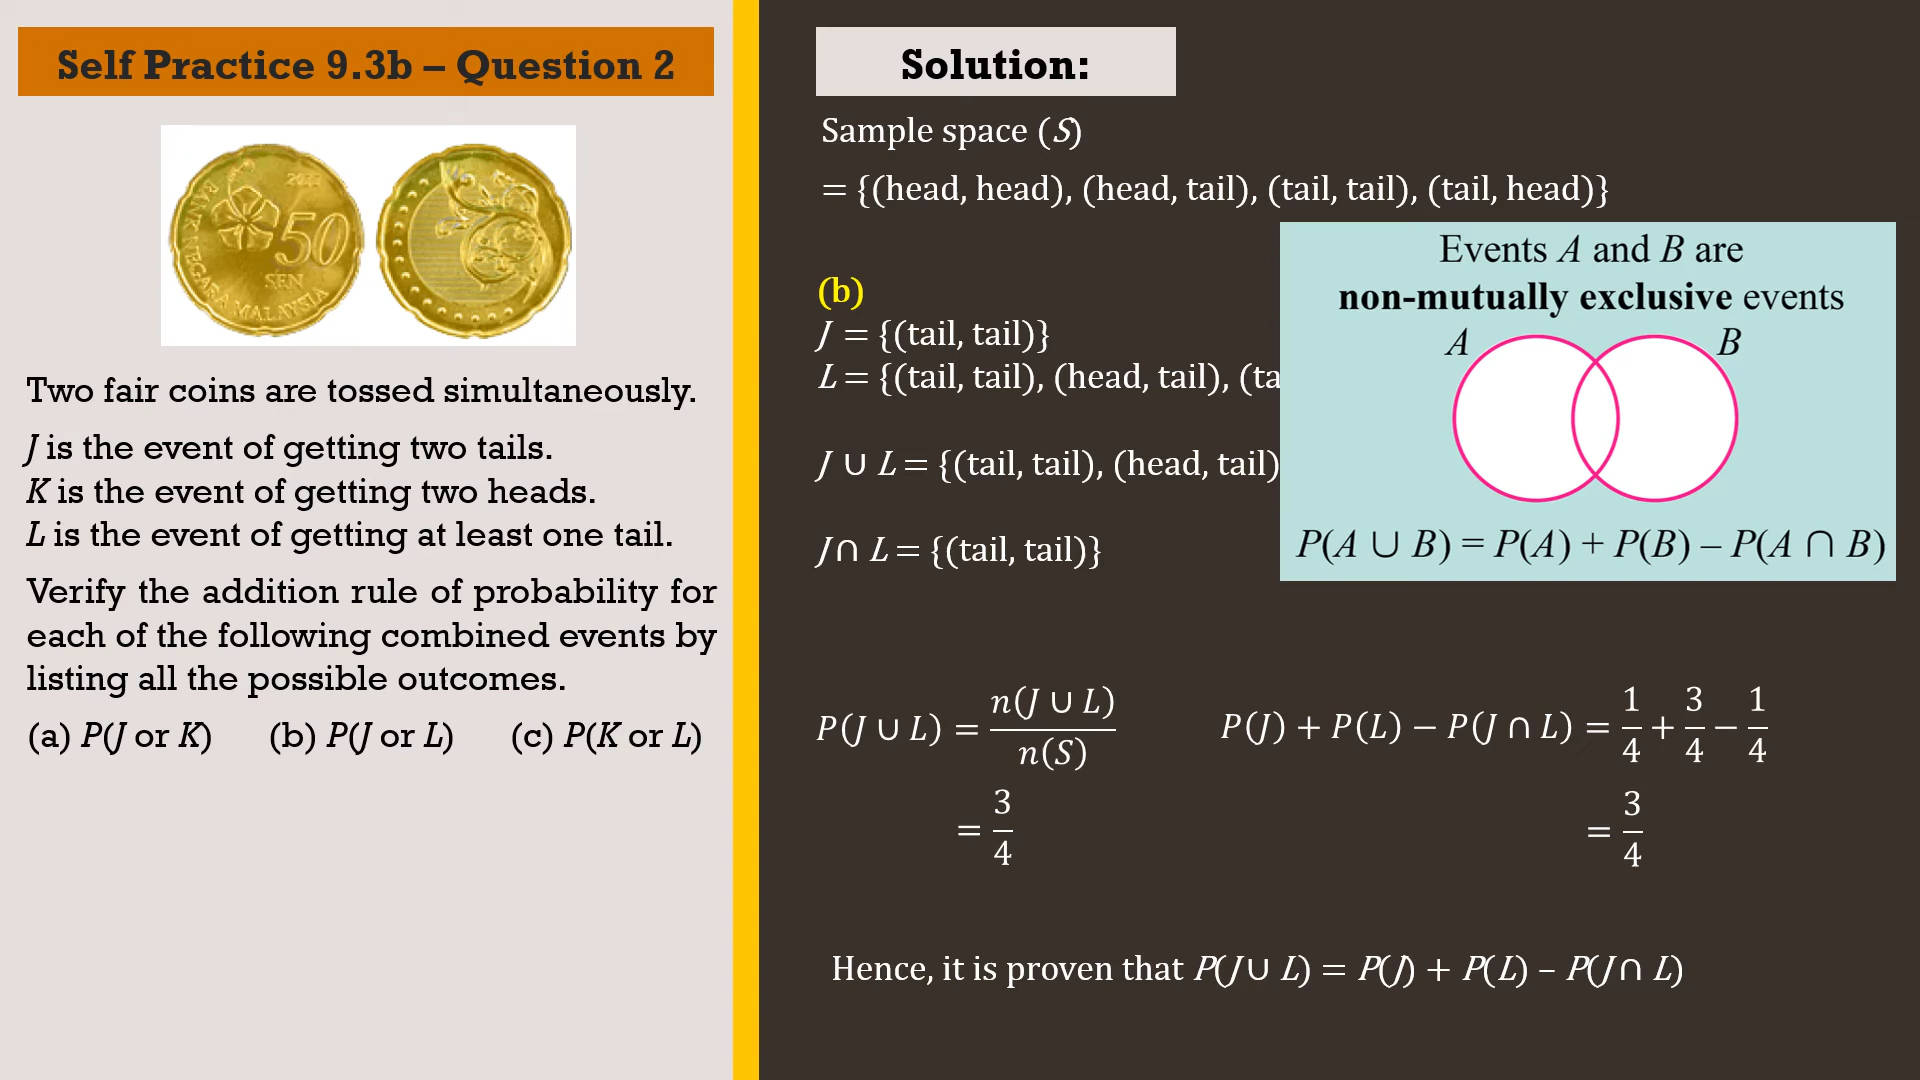 Self Practice 9.3b – Question 2
50
SEN
BANK NEGARA MALAYSIA
Two fair coins are tossed simultaneously.
J is the event of getting two tails.
K is the event of getting two heads.
L is the event of getting at least one tail.
Verify the addition rule of probability for
each of the following combined events by
listing all the possible outcomes.
(a) P(J or K) (b) P(J or L) (c) P(K or L)
Solution:
Sample space (S)
= {(head, head), (head, tail), (tail, tail), (tail, head)}
(b)
J = {(tail, tail)}
L = {(tail, tail), (head, tail), (ta
J ∪ L = {(tail, tail), (head, tail)
J ∩ L = {(tail, tail)}
Events A and B are
non-mutually exclusive events
A B
P(A ∪ B) = P(A) + P(B) – P(A ∩ B)
P(J ∪ L) = n(J ∪ L)/n(S)
= 3/4
P(J) + P(L) − P(J ∩ L) = 1/4 + 3/4 − 1/4
= 3/4
Hence, it is proven that P(J ∪ L) = P(J) + P(L) – P(J ∩ L)